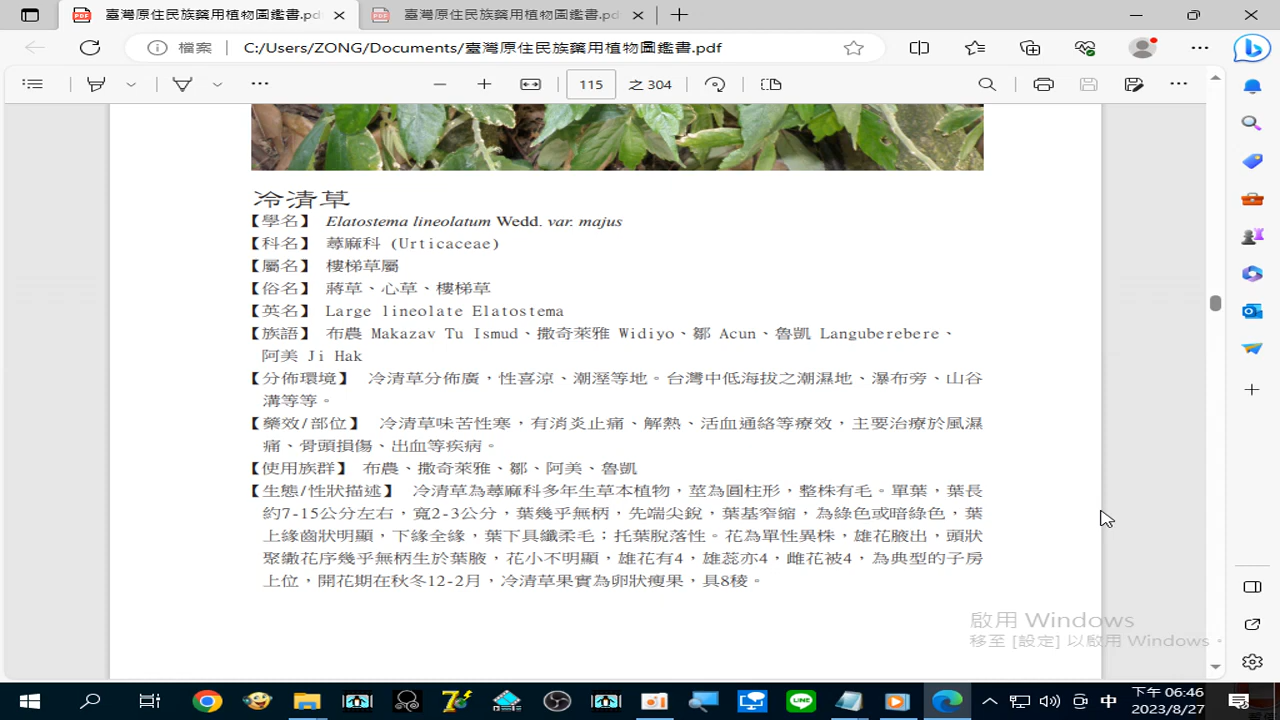 臺灣原住民族藥用植物圖鑑書.pdf
臺灣原住民族藥用植物圖鑑書.pdf
檔案
C:/Users/ZONG/Documents/臺灣原住民族藥用植物圖鑑書.pdf
115 之 304
冷清草
【學名】 Elatostema lineolatum Wedd. var. majus
【科名】 蕁麻科 (Urticaceae)
【屬名】 樓梯草屬
【俗名】 蔣草、心草、樓梯草
【英名】 Large lineolate Elatostema
【族語】 布農 Makazav Tu Ismud、撒奇萊雅 Widiyo、鄒 Acun、魯凱 Languberebere、
阿美 Ji Hak
【分佈環境】 冷清草分佈廣，性喜涼、潮溼等地。台灣中低海拔之潮濕地、瀑布旁、山谷
溝等等。
【藥效/部位】 冷清草味苦性寒，有消炎止痛、解熱、活血通絡等療效，主要治療於風濕
痛、骨頭損傷、出血等疾病。
【使用族群】 布農、撒奇萊雅、鄒、阿美、魯凱
【生態/性狀描述】 冷清草為蕁麻科多年生草本植物，莖為圓柱形，整株有毛。單葉，葉長
約7-15公分左右，寬2-3公分，葉幾乎無柄，先端尖銳，葉基窄縮，為綠色或暗綠色，葉
上緣齒狀明顯，下緣全緣，葉下具纖柔毛；托葉脫落性。花為單性異株，雄花腋出，頭狀
聚繖花序幾乎無柄生於葉腋，花小不明顯，雄花有4，雄蕊亦4，雌花被4，為典型的子房
上位，開花期在秋冬12-2月，冷清草果實為卵狀瘦果，具8稜。
啟用 Windows
移至 [設定] 以啟用 Windows。
中
下午 06:46
2023/8/27